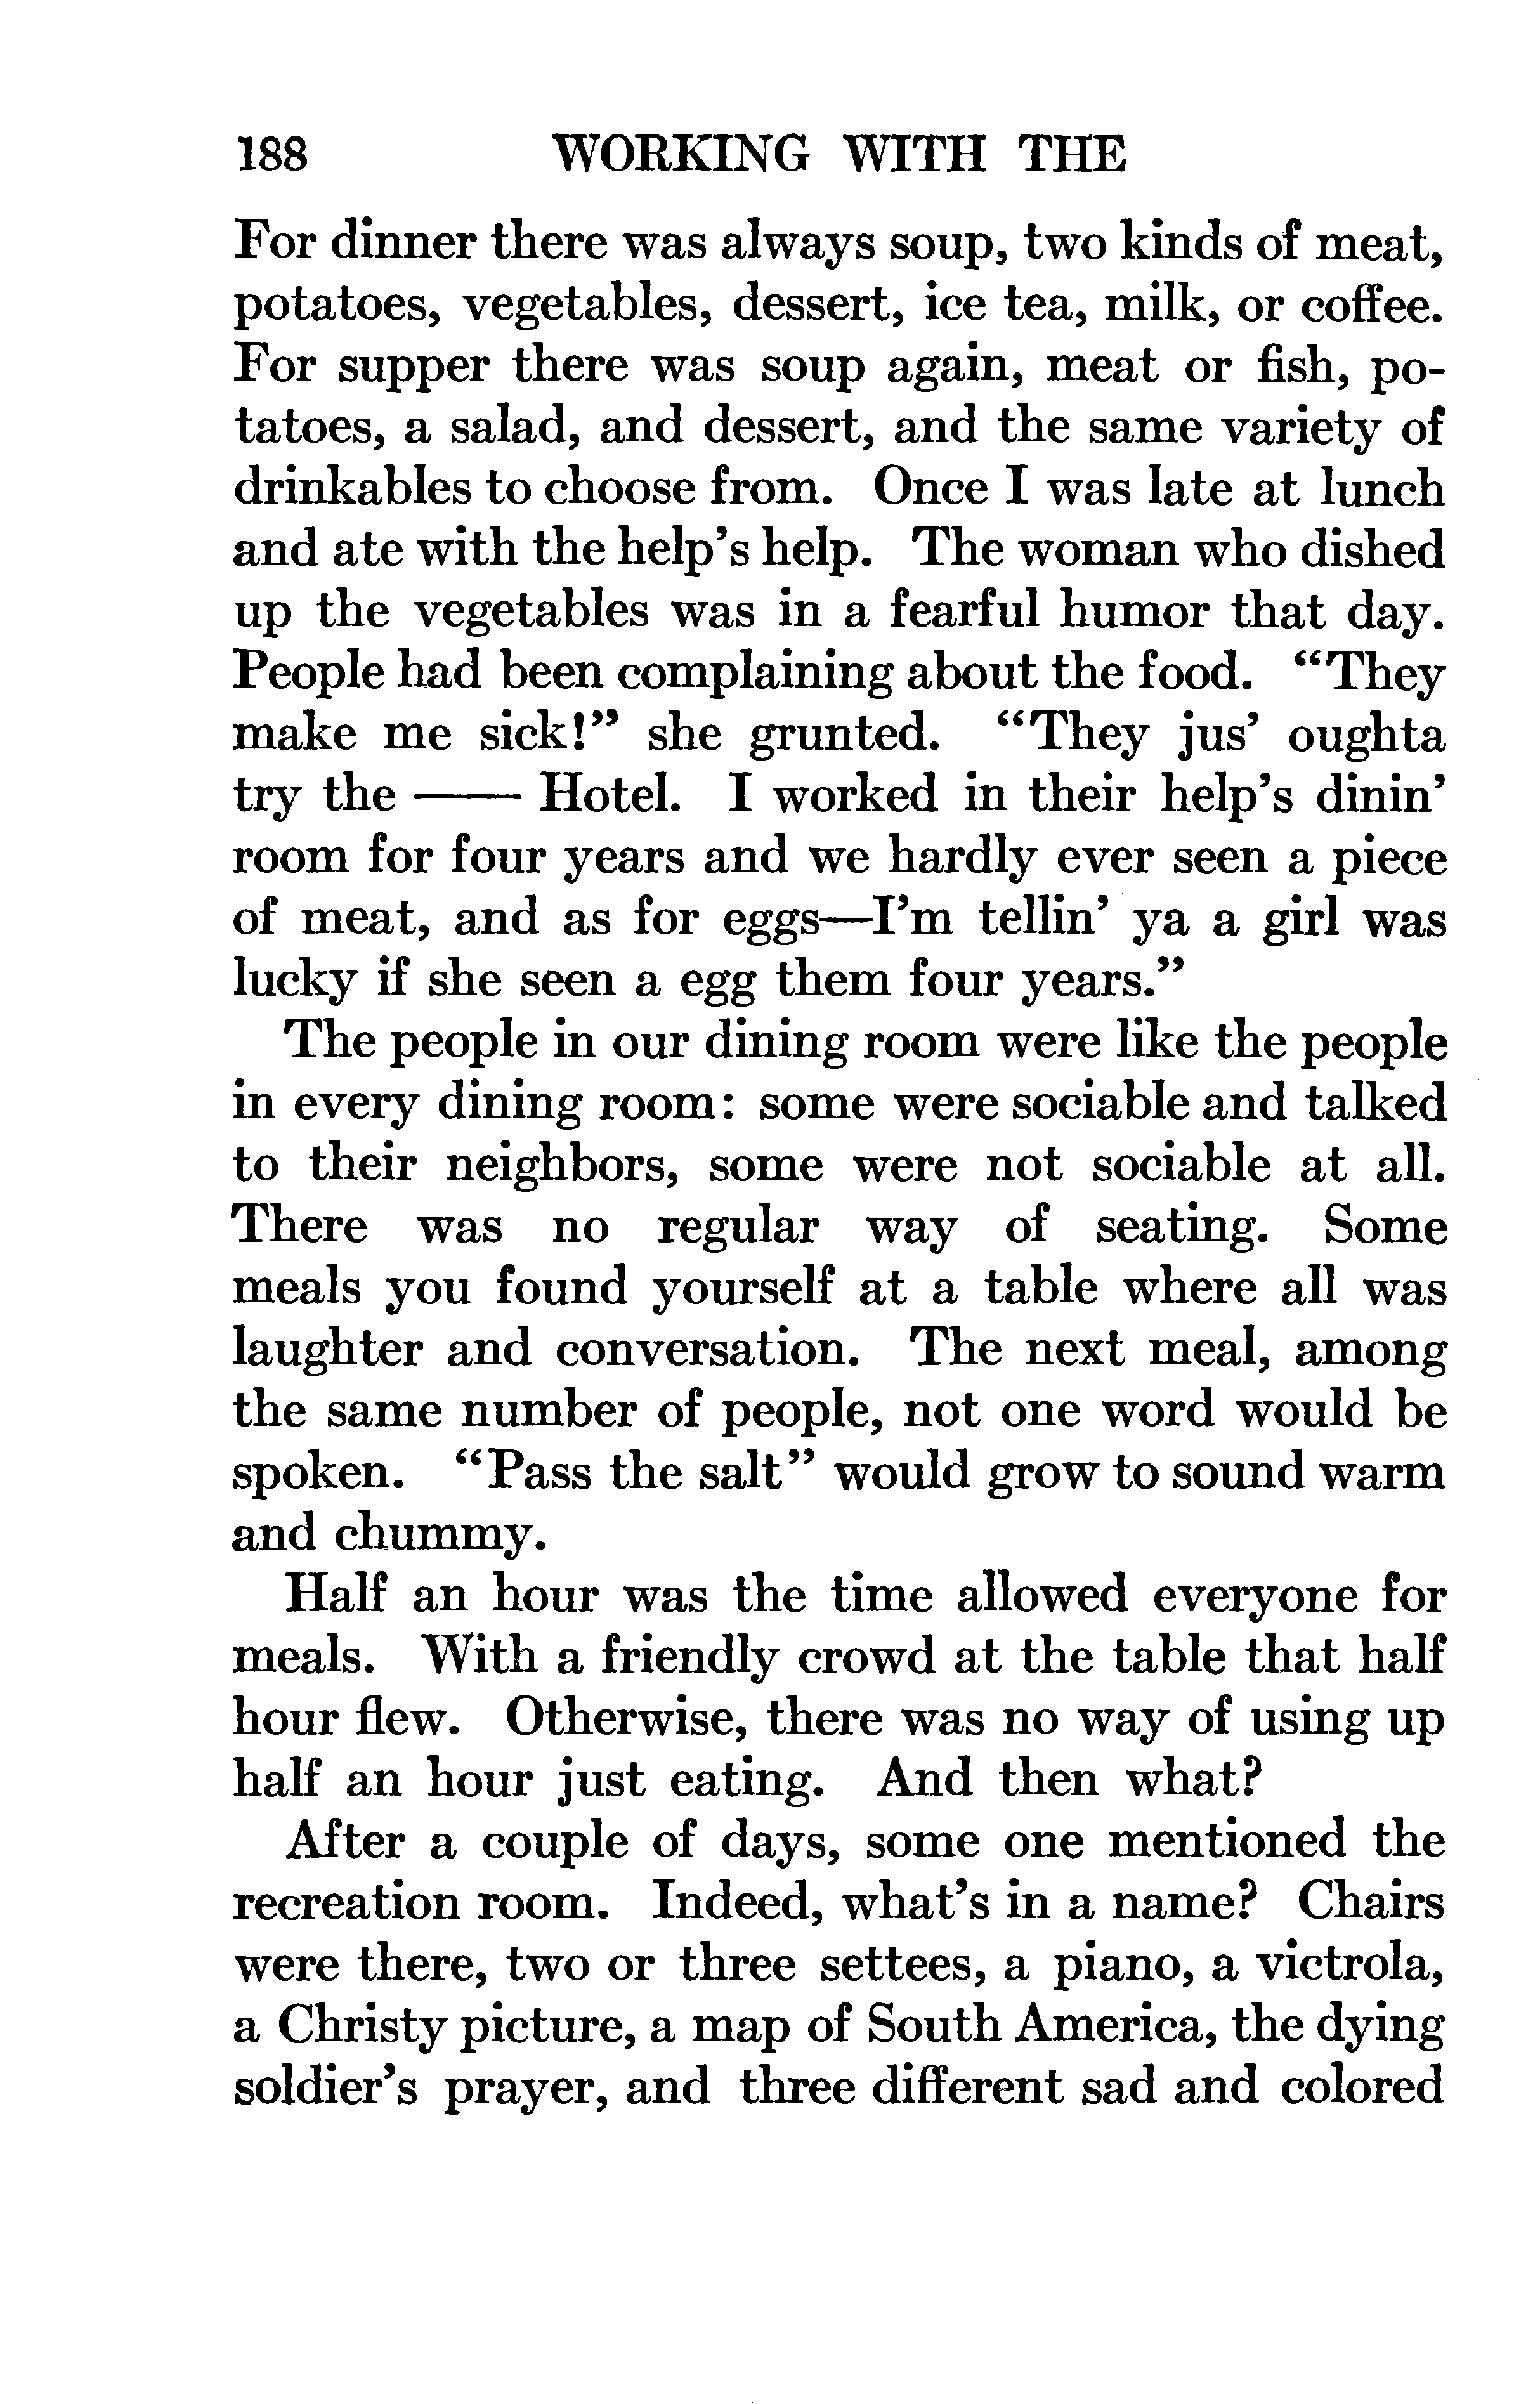 188 WORKING WITH THE
For dinner there was always soup, two kinds of meat,
potatoes, vegetables, dessert, ice tea, milk, or coffee.
For supper there was soup again, meat or fish, po-
tatoes, a salad, and dessert, and the same variety of
drinkables to choose from. Once I was late at lunch
and ate with the help's help. The woman who dished
up the vegetables was in a fearful humor that day.
People had been complaining about the food. "They
make me sick!" she grunted. "They jus' oughta
try the —— Hotel. I worked in their help's dinin'
room for four years and we hardly ever seen a piece
of meat, and as for eggs—I'm tellin' ya a girl was
lucky if she seen a egg them four years."
The people in our dining room were like the people
in every dining room: some were sociable and talked
to their neighbors, some were not sociable at all.
There was no regular way of seating. Some
meals you found yourself at a table where all was
laughter and conversation. The next meal, among
the same number of people, not one word would be
spoken. "Pass the salt" would grow to sound warm
and chummy.
Half an hour was the time allowed everyone for
meals. With a friendly crowd at the table that half
hour flew. Otherwise, there was no way of using up
half an hour just eating. And then what?
After a couple of days, some one mentioned the
recreation room. Indeed, what's in a name? Chairs
were there, two or three settees, a piano, a victrola,
a Christy picture, a map of South America, the dying
soldier's prayer, and three different sad and colored